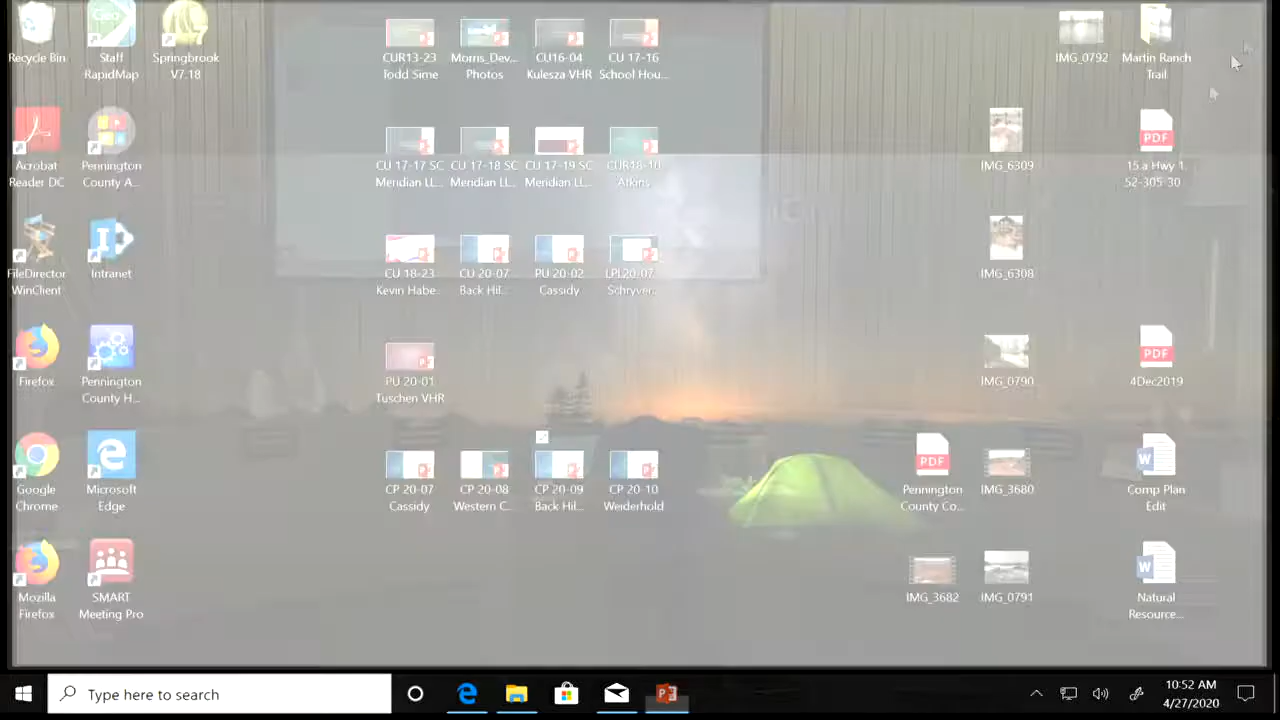 Recycle Bin
Staff
RapidMap
Springbrook
V7.18
CUR13-23
Todd Sime
Morris_Dev...
Photos
CU16-04
Kulesza VHR
CU 17-16
School Hou...
IMG_0792
Martin Ranch
Trail
Acrobat
Reader DC
Pennington
County A...
CU 17-17 SC
Meridian LL...
CU 17-18 SC
Meridian LL...
CU 17-19 SC
Meridian LL...
CUR18-10
Atkins
IMG_6309
PDF
15.a Hwy 1.
S2-305-30
FileDirector
WinClient
Intranet
CU 18-23
Kevin Habe...
CU 20-07
Back Hil...
PU 20-02
Cassidy
LPL20-07
Schryver...
IMG_6308
Firefox
Pennington
County H...
PU 20-01
Tuschen VHR
IMG_0790
PDF
4Dec2019
Google
Chrome
Microsoft
Edge
CP 20-07
Cassidy
CP 20-08
Western C...
CP 20-09
Back Hil...
CP 20-10
Weiderhold
PDF
Pennington
County Co...
IMG_3680
Comp Plan
Edit
Mozilla
Firefox
SMART
Meeting Pro
IMG_3682
IMG_0791
Natural
Resource...
Type here to search
10:52 AM
4/27/2020